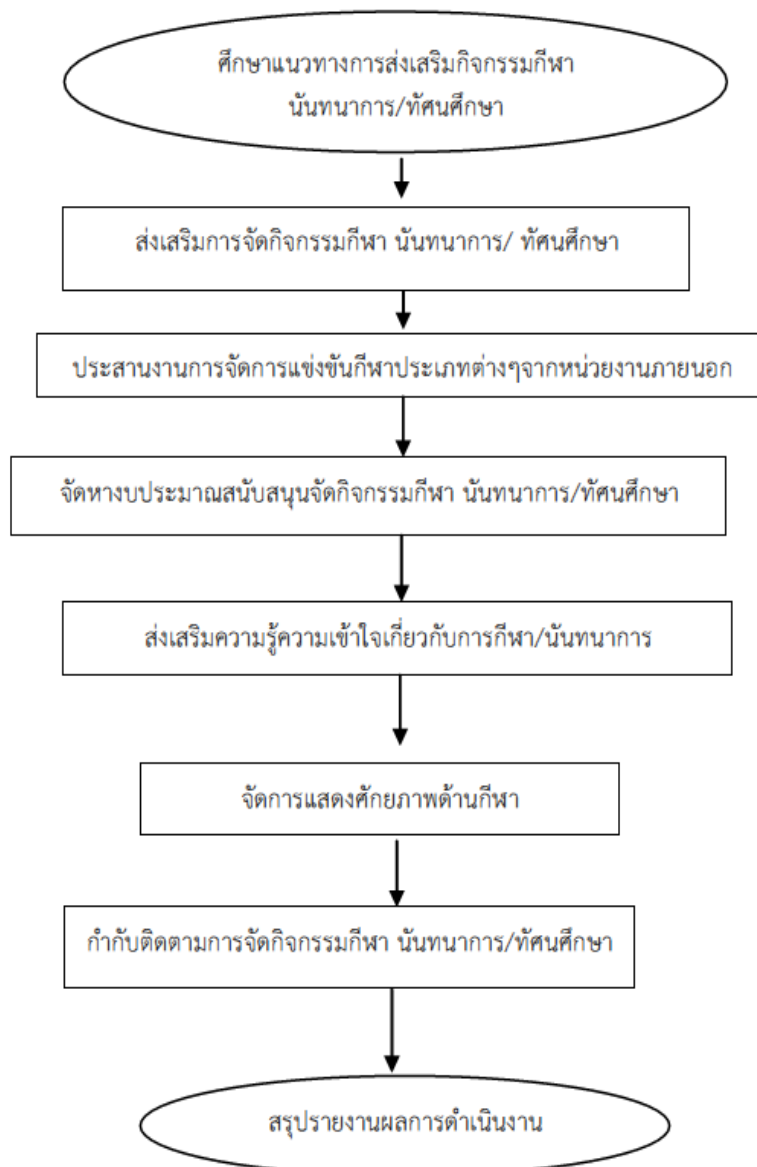 ศึกษาแนวทางการส่งเสริมกิจกรรมกีฬา
นันทนาการ/ทัศนศึกษา
ส่งเสริมการจัดกิจกรรมกีฬา นันทนาการ/ ทัศนศึกษา
ประสานงานการจัดการแข่งขันกีฬาประเภทต่างๆจากหน่วยงานภายนอก
จัดหางบประมาณสนับสนุนจัดกิจกรรมกีฬา นันทนาการ/ทัศนศึกษา
ส่งเสริมความรู้ความเข้าใจเกี่ยวกับการกีฬา/นันทนาการ
จัดการแสดงศักยภาพด้านกีฬา
กำกับติดตามการจัดกิจกรรมกีฬา นันทนาการ/ทัศนศึกษา
สรุปรายงานผลการดำเนินงาน